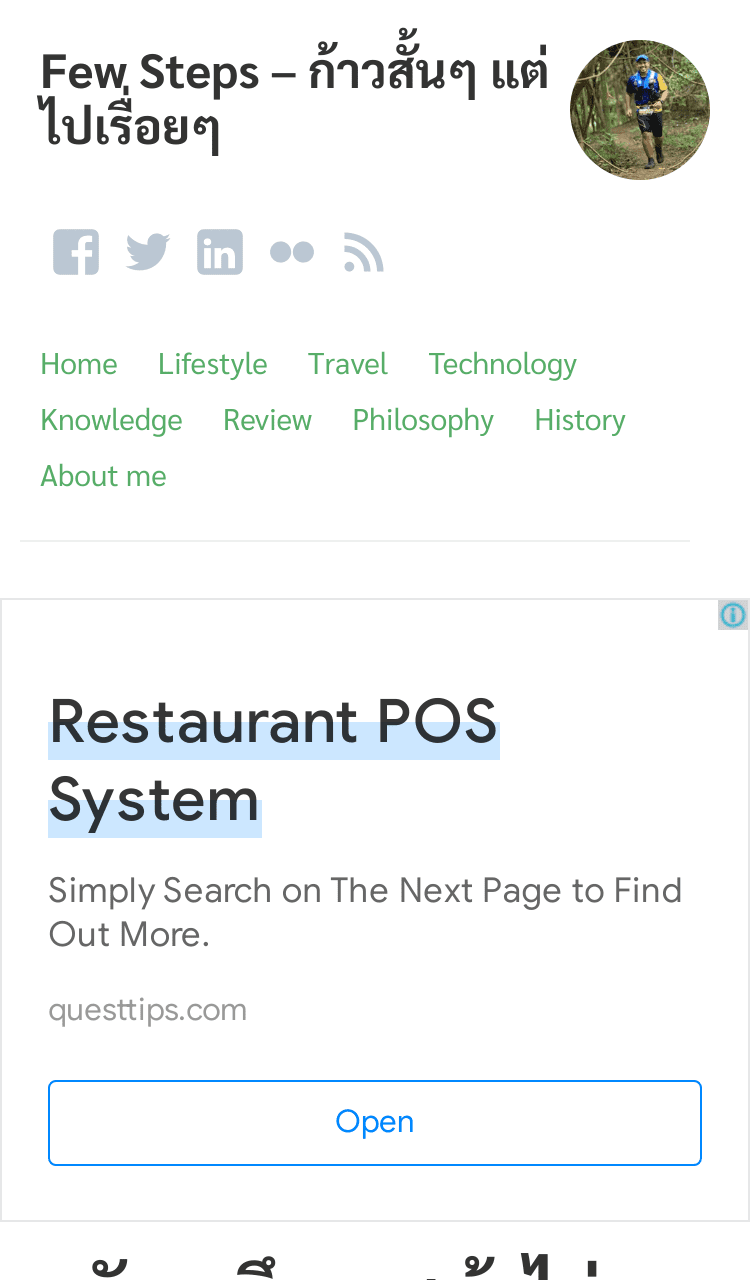 Few Steps – ก้าวสั้นๆ แต่
ไปเรื่อยๆ
Home Lifestyle Travel Technology
Knowledge Review Philosophy History
About me
Restaurant POS
System
Simply Search on The Next Page to Find
Out More.
questtips.com
Open